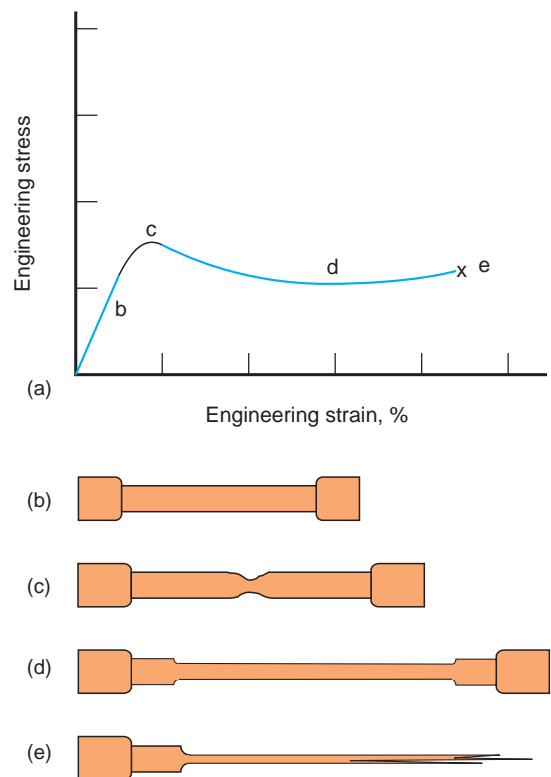 Engineering stress
c
d
x e
b
(a)
Engineering strain, %
(b)
(c)
(d)
(e)